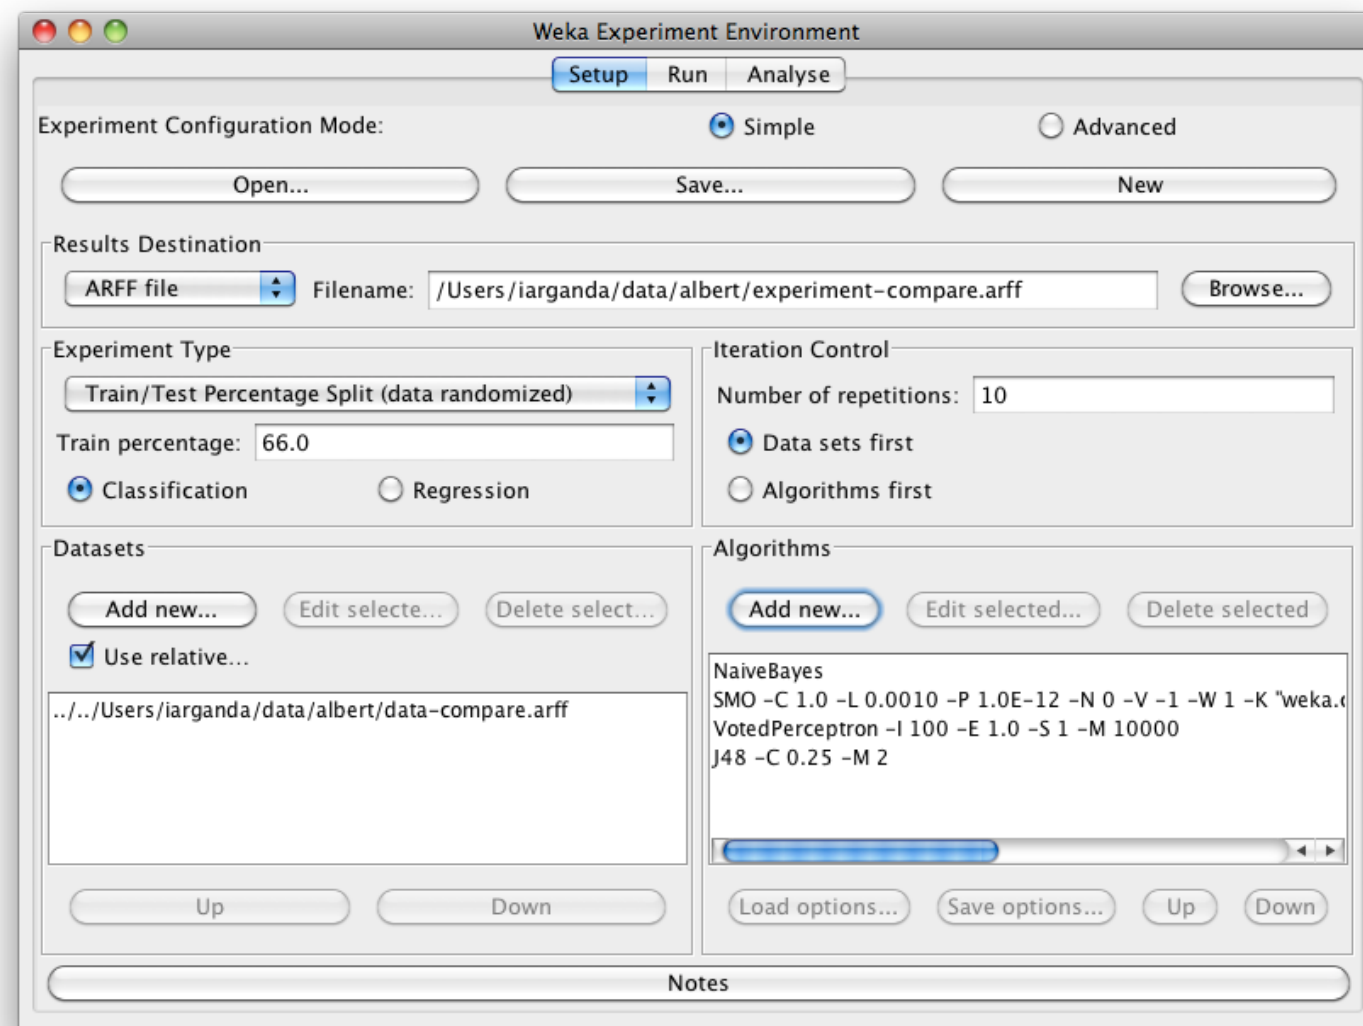 Weka Experiment Environment
Setup Run Analyse
Experiment Configuration Mode: Simple Advanced
Open... Save... New
Results Destination
ARFF file Filename: /Users/iarganda/data/albert/experiment-compare.arff Browse...
Experiment Type
Train/Test Percentage Split (data randomized)
Train percentage: 66.0
Classification Regression
Iteration Control
Number of repetitions: 10
Data sets first
Algorithms first
Datasets
Add new... Edit selecte... Delete select...
Use relative...
../../Users/iarganda/data/albert/data-compare.arff
Up Down
Algorithms
Add new... Edit selected... Delete selected
NaiveBayes
SMO -C 1.0 -L 0.0010 -P 1.0E-12 -N 0 -V -1 -W 1 -K "weka.
VotedPerceptron -I 100 -E 1.0 -S 1 -M 10000
J48 -C 0.25 -M 2
Load options... Save options... Up Down
Notes